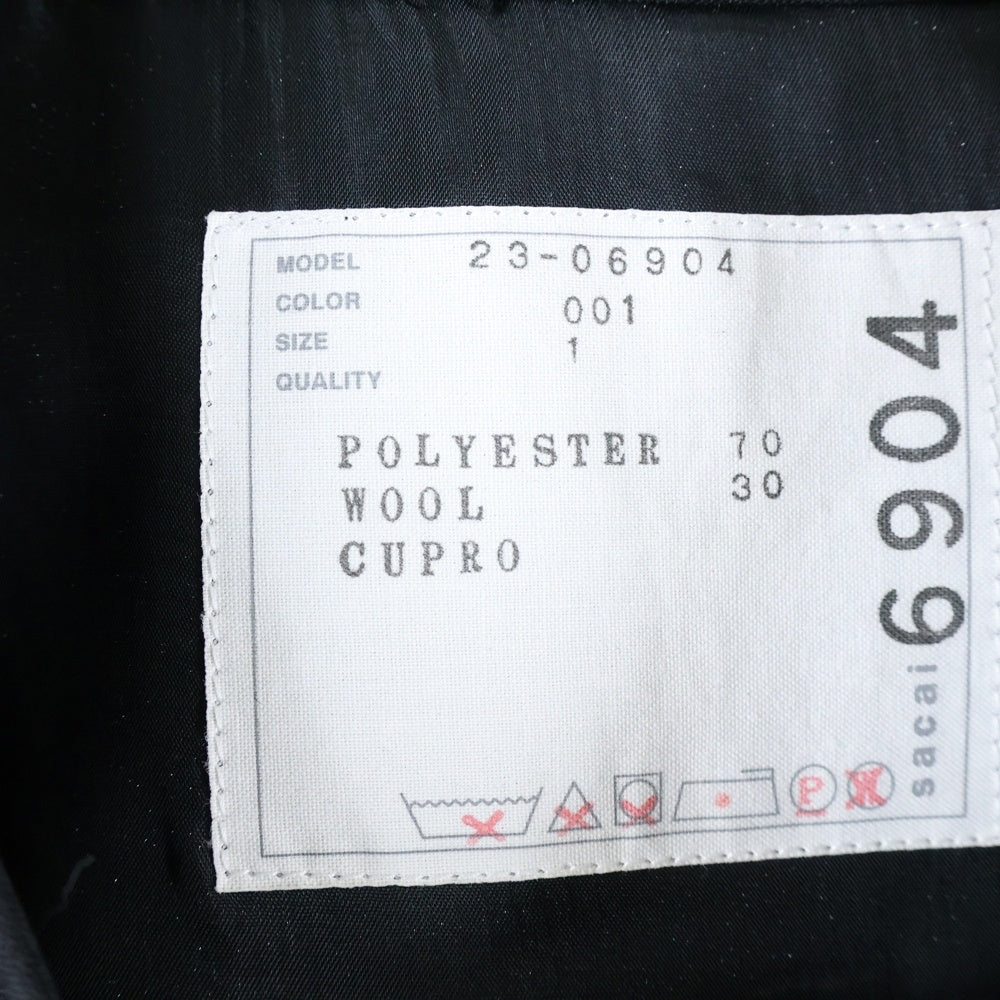 MODEL 23-06904
COLOR 001
SIZE 1
QUALITY
POLYESTER 70
WOOL 30
CUPRO
P
W
sacai 6904